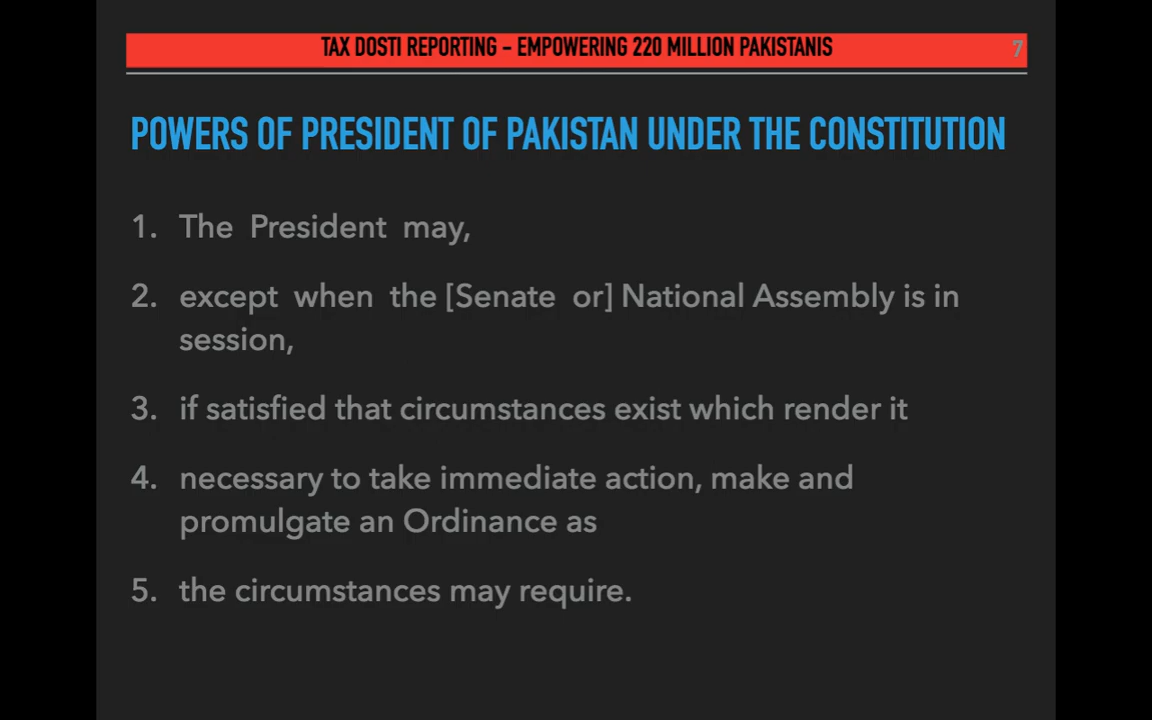 TAX DOSTI REPORTING - EMPOWERING 220 MILLION PAKISTANIS 7
POWERS OF PRESIDENT OF PAKISTAN UNDER THE CONSTITUTION
1. The President may,
2. except when the [Senate or] National Assembly is in
session,
3. if satisfied that circumstances exist which render it
4. necessary to take immediate action, make and
promulgate an Ordinance as
5. the circumstances may require.